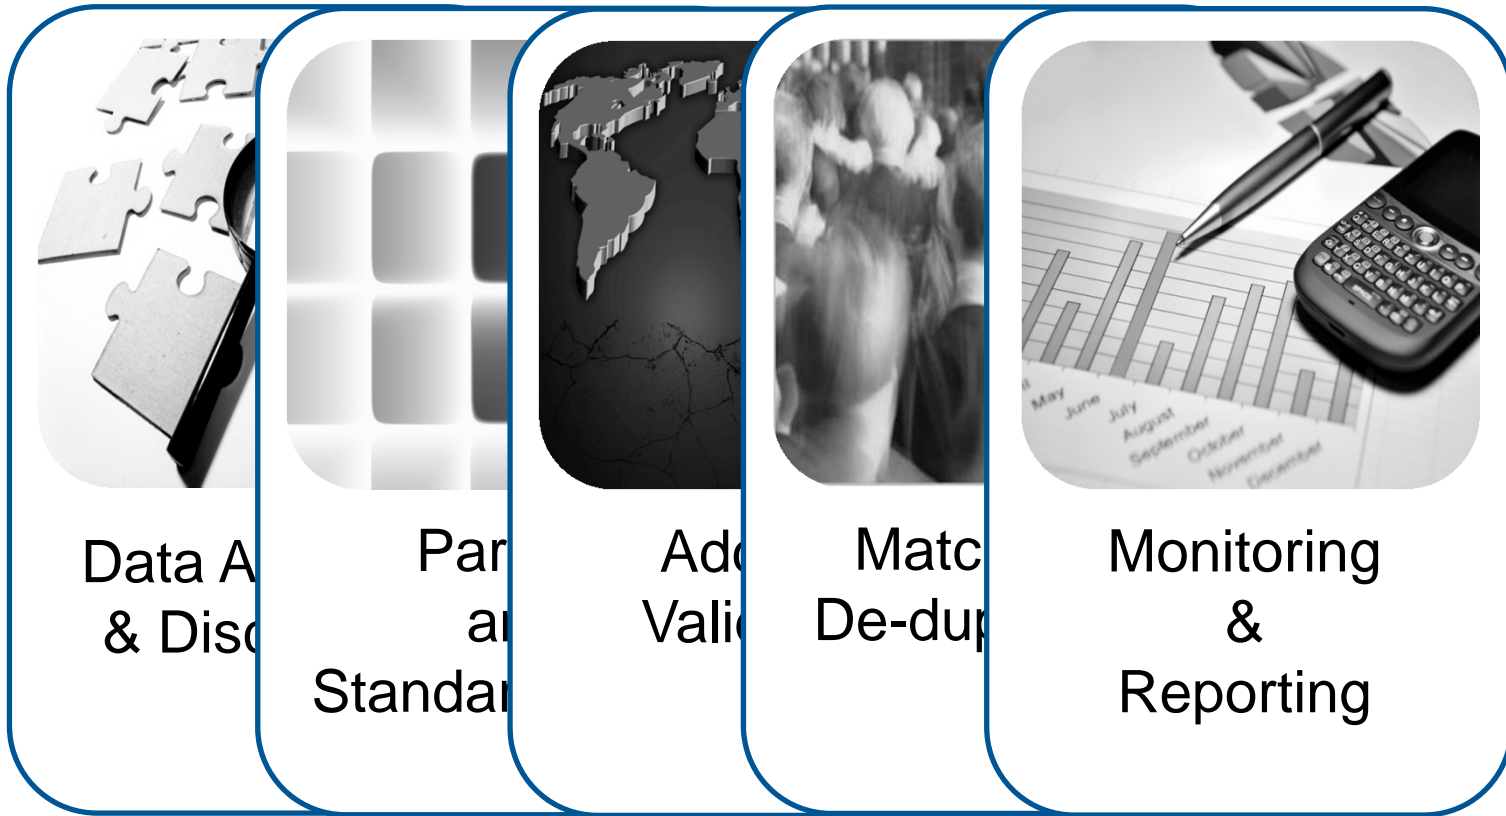 Data A
& Disc
Par
an
Standar
Add
Valid
Matc
De-dup
Monitoring
&
Reporting
May
June
July
August
September
October
November
December